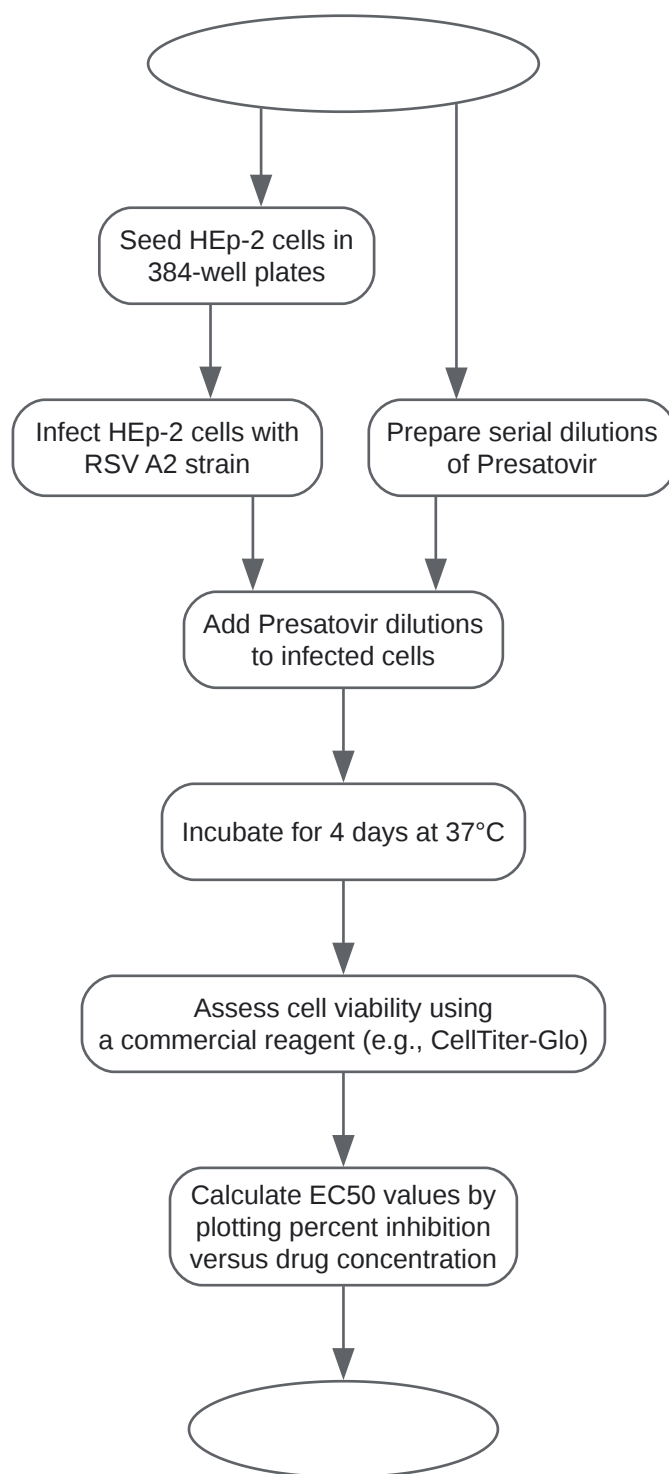 Seed HEp-2 cells in
384-well plates
Infect HEp-2 cells with
RSV A2 strain
Prepare serial dilutions
of Presatovir
Add Presatovir dilutions
to infected cells
Incubate for 4 days at 37°C
Assess cell viability using
a commercial reagent (e.g., CellTiter-Glo)
Calculate EC50 values by
plotting percent inhibition
versus drug concentration